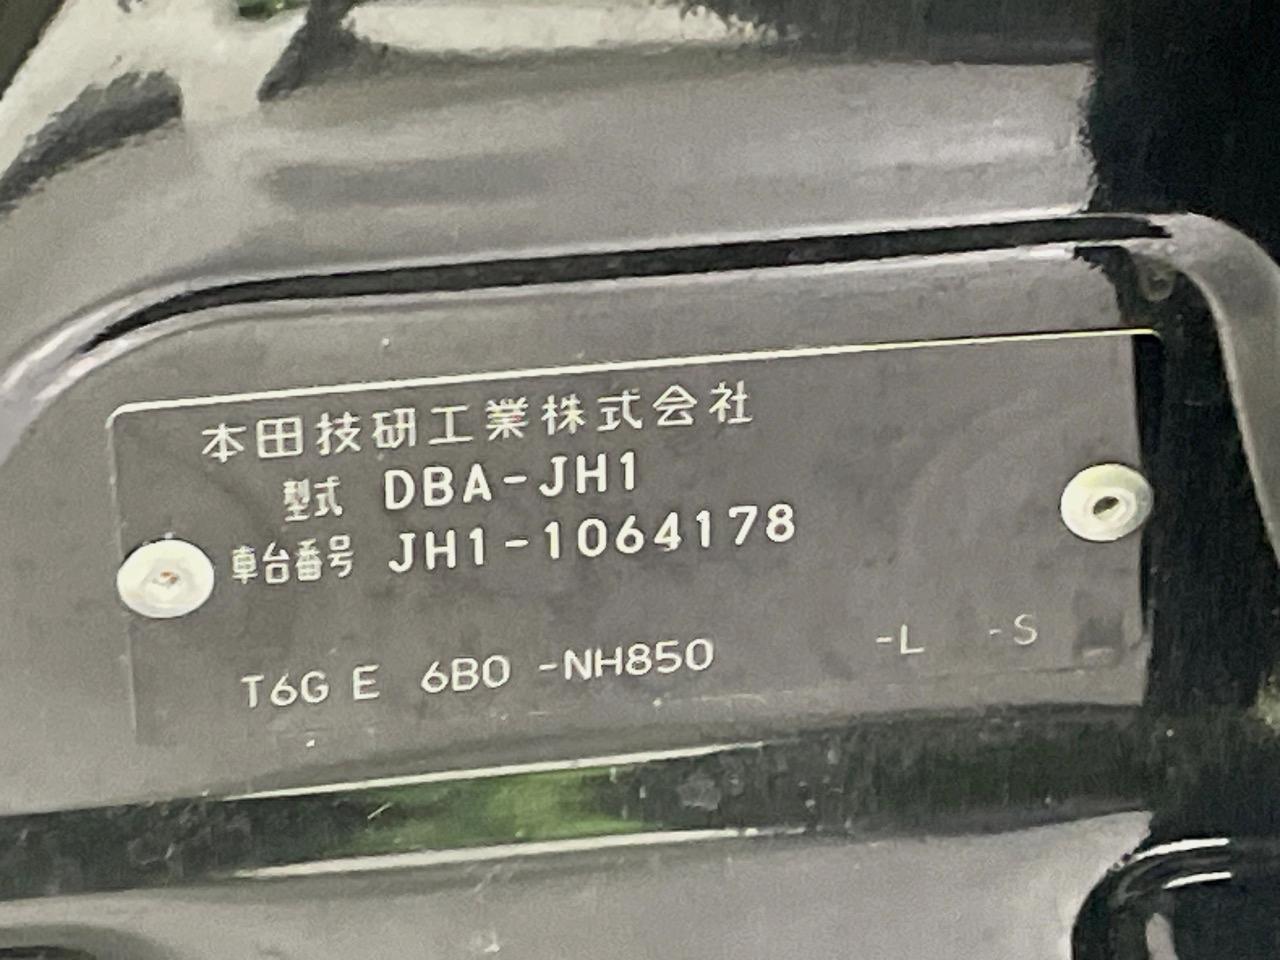 本田技研工業株式会社
型式 DBA-JH1
車台番号 JH1-1064178
T6G E 6B0 -NH850 -L -S